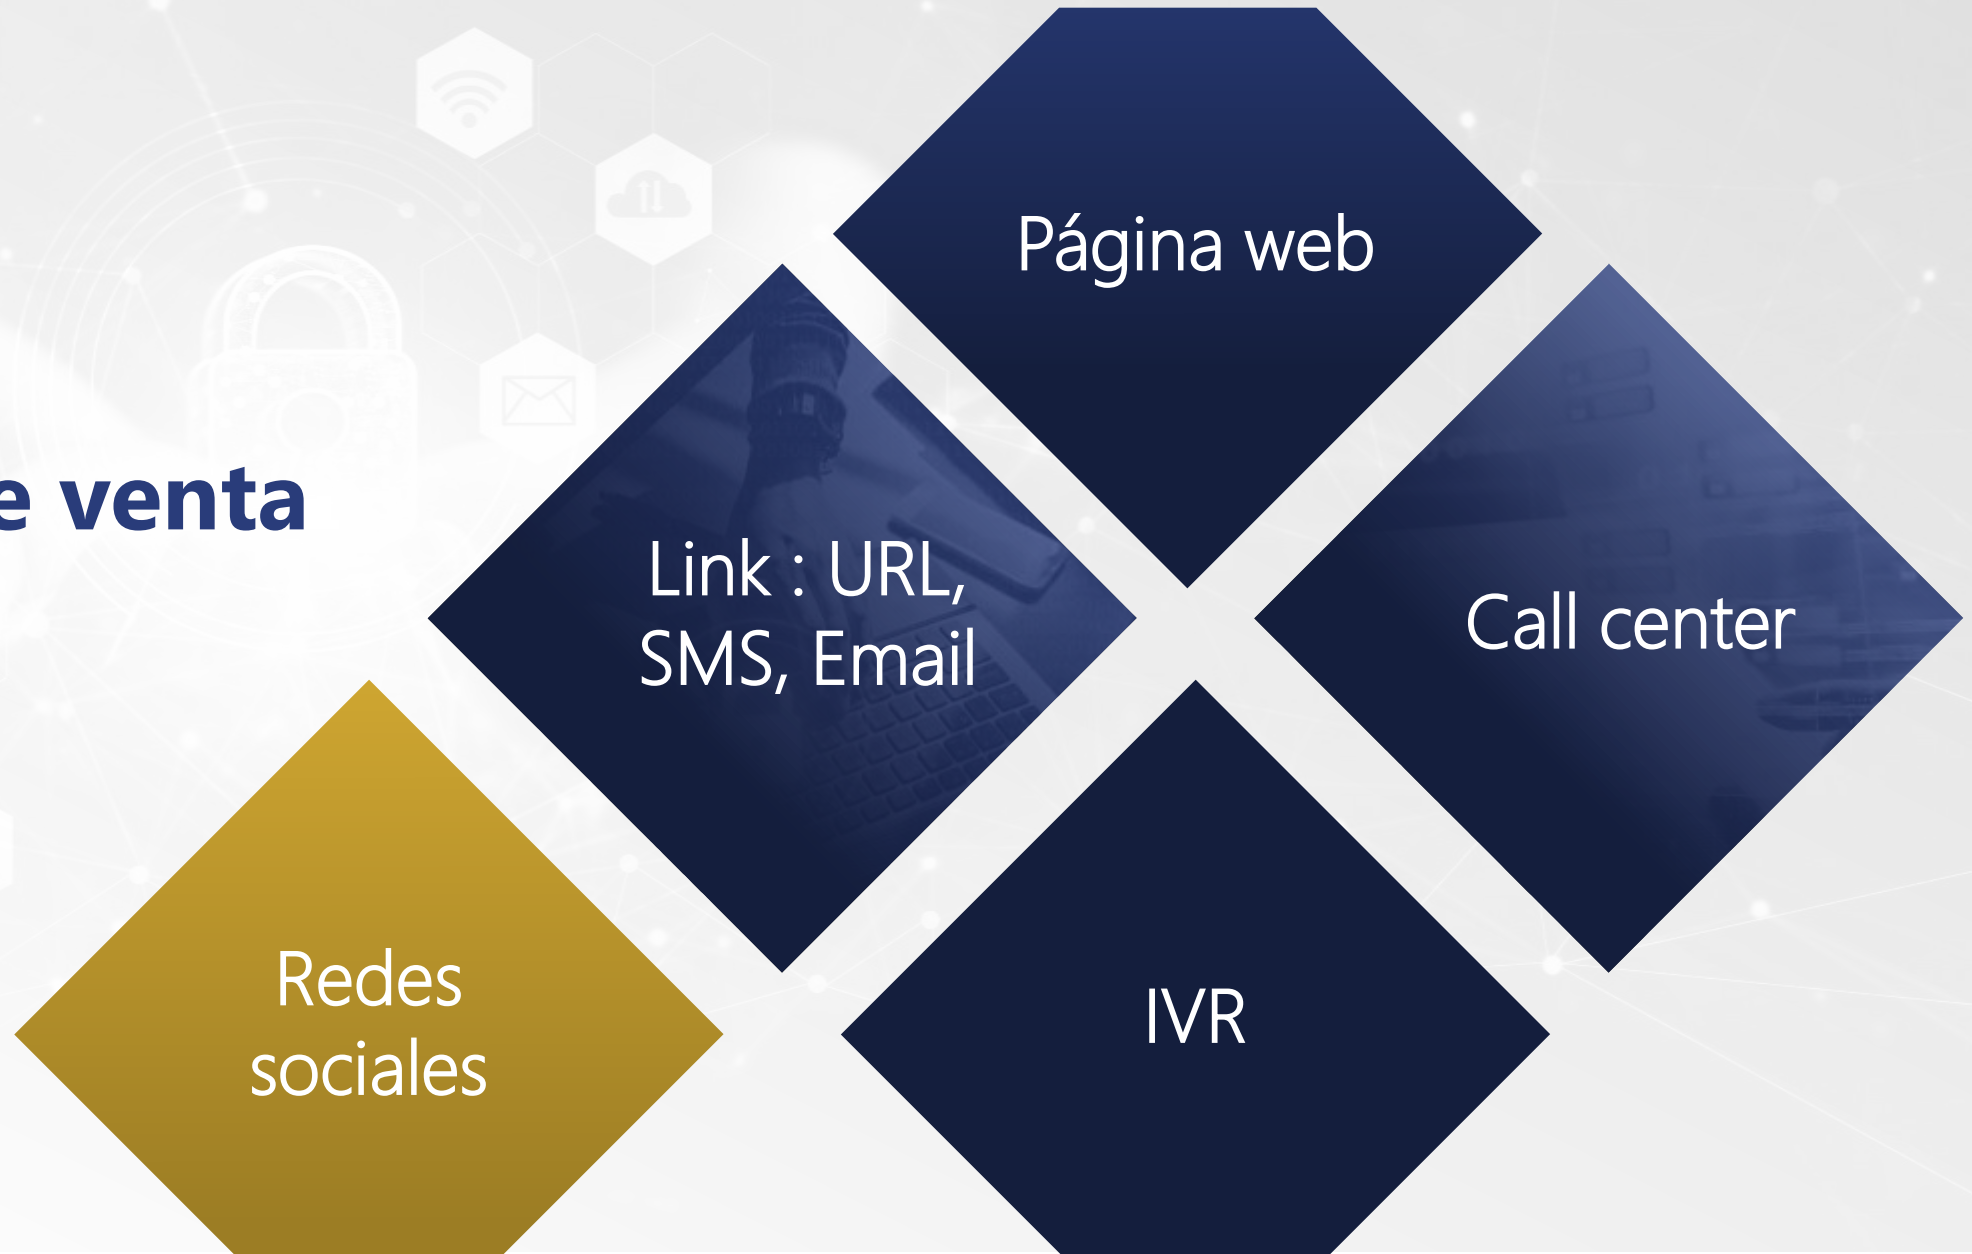 Página web
e venta
Link : URL,
SMS, Email
Call center
Redes
sociales
IVR